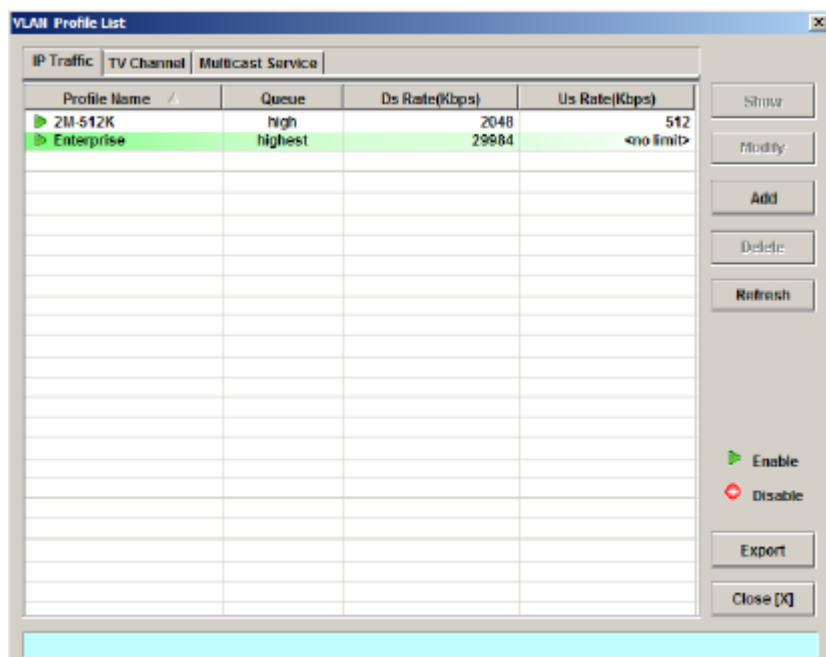 VLAN Profile List
IP Traffic TV Channel Multicast Service
Profile Name Queue Ds Rate(Kbps) Us Rate(Kbps)
2M-512K high 2048 512
Enterprise highest 29984 <no limit>
Show
Modify
Add
Delete
Refresh
Enable
Disable
Export
Close [X]